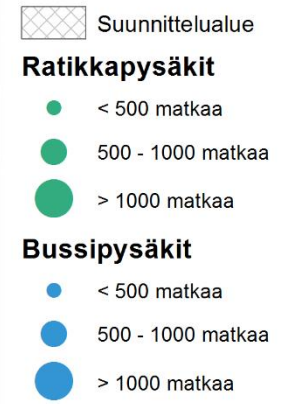 Suunnittelualue
Ratikkapysäkit
< 500 matkaa
500 - 1000 matkaa
> 1000 matkaa
Bussipysäkit
< 500 matkaa
500 - 1000 matkaa
> 1000 matkaa